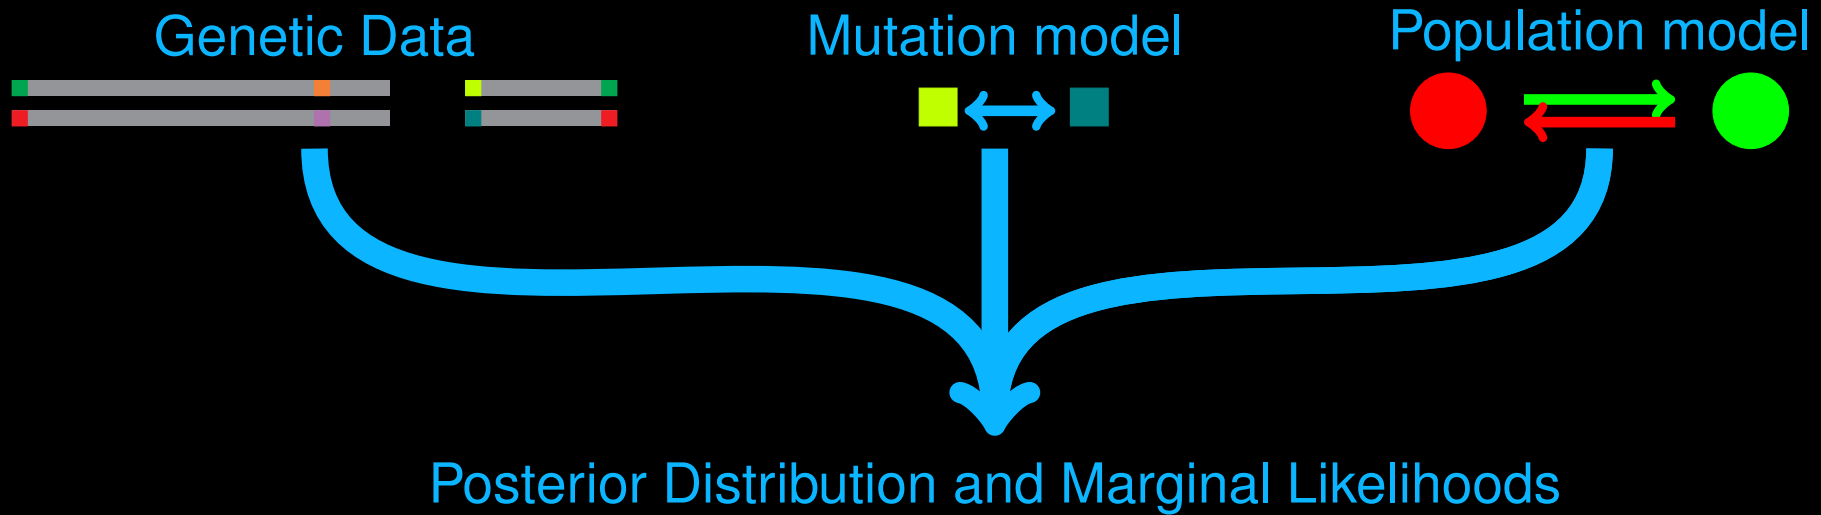 Genetic Data
Mutation model
Population model
Posterior Distribution and Marginal Likelihoods